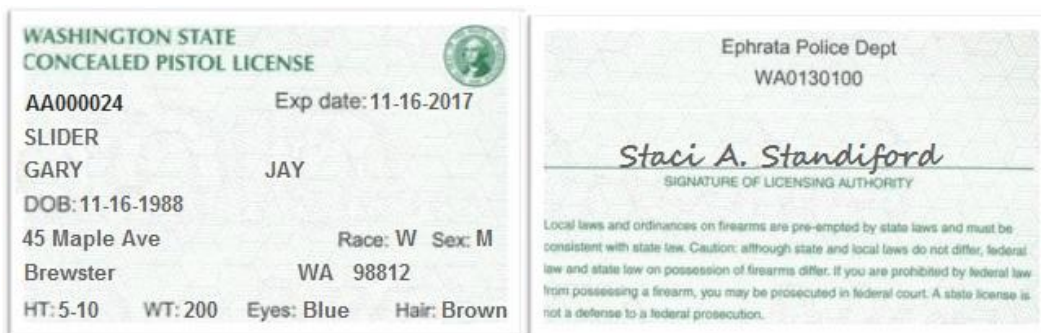 WASHINGTON STATE
CONCEALED PISTOL LICENSE
AA000024 Exp date: 11-16-2017
SLIDER
GARY JAY
DOB: 11-16-1988
45 Maple Ave Race: W Sex: M
Brewster WA 98812
HT: 5-10 WT: 200 Eyes: Blue Hair: Brown
Ephrata Police Dept
WA0130100
Staci A. Standiford
SIGNATURE OF LICENSING AUTHORITY
Local laws and ordinances on firearms are pre-empted by state laws and must be
consistent with state law. Caution: although state and local laws do not differ, federal
law and state law on possession of firearms differ. If you are prohibited by federal law
from possessing a firearm, you may be prosecuted in federal court. A state license is
not a defense to a federal prosecution.